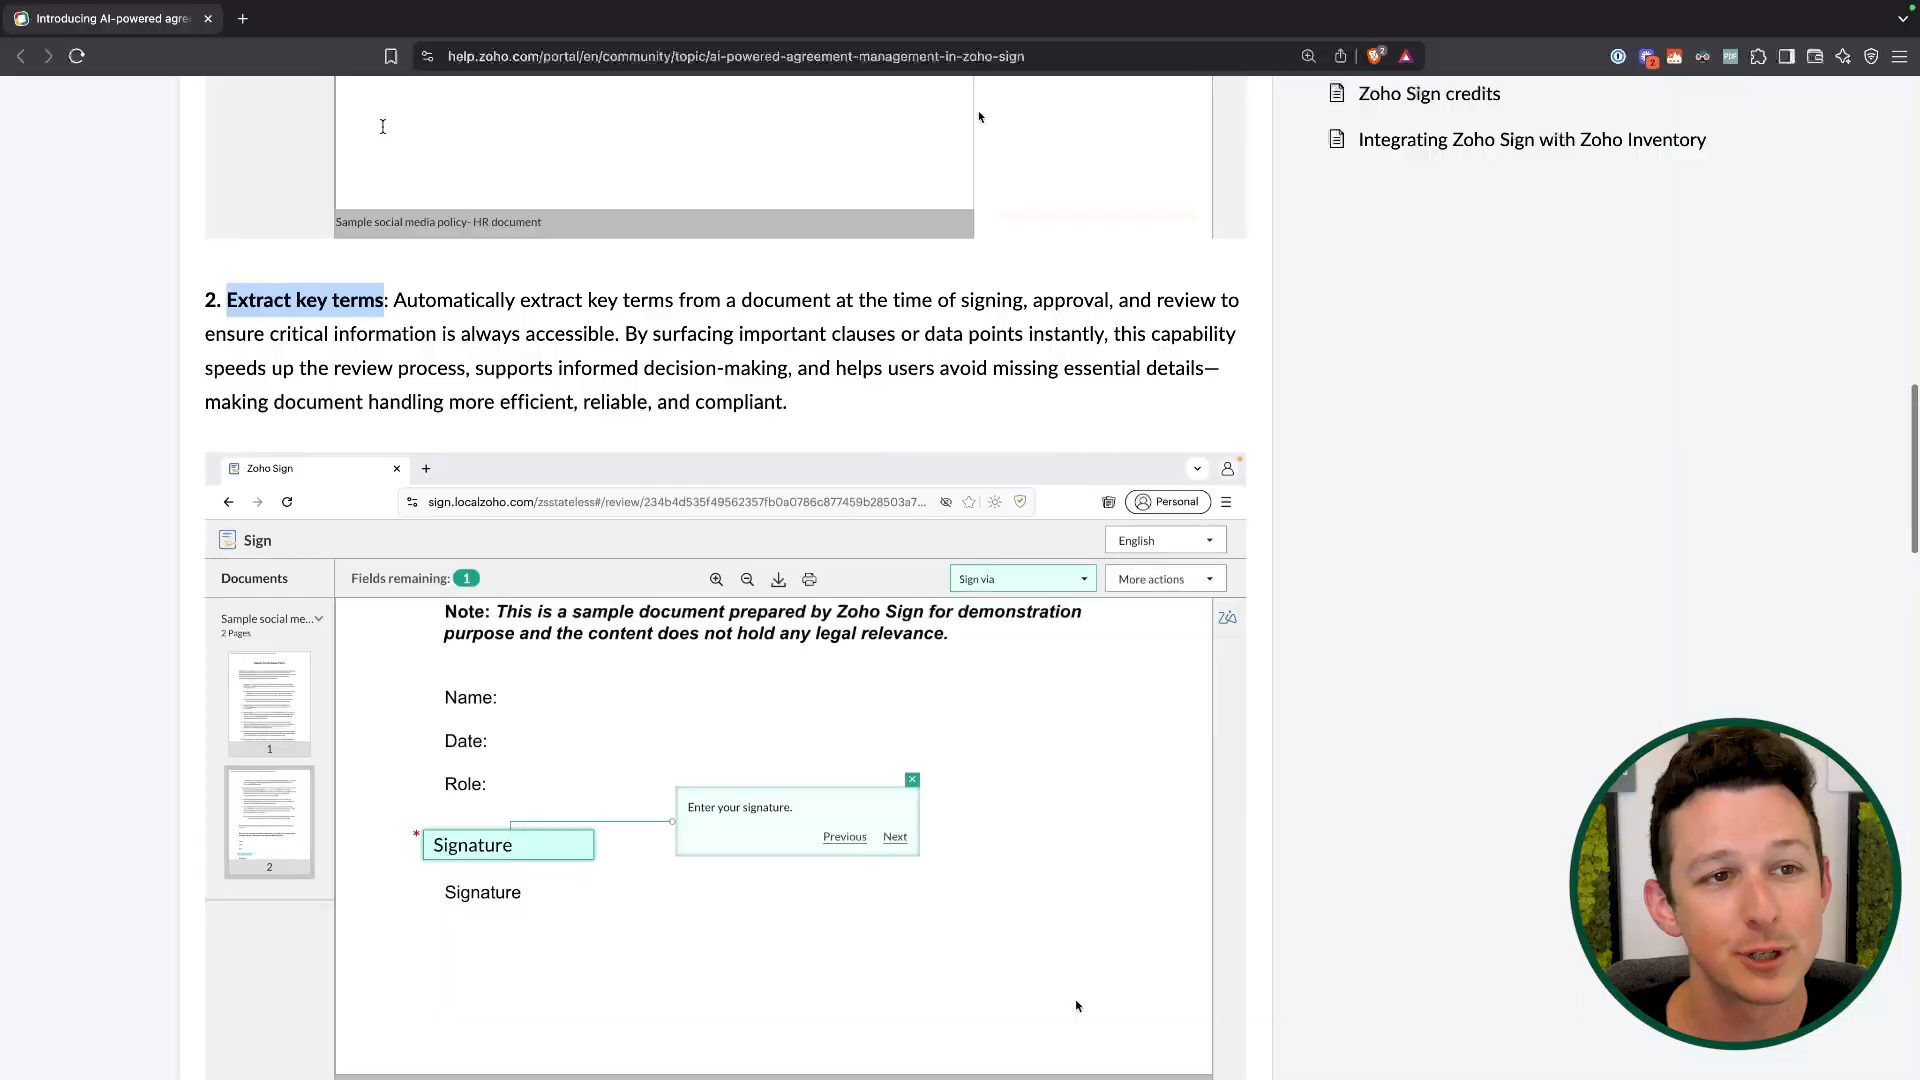 Introducing AI-powered agre
help.zoho.com/portal/en/community/topic/ai-powered-agreement-management-in-zoho-sign
2
2
PDF
Zoho Sign credits
Integrating Zoho Sign with Zoho Inventory
Sample social media policy- HR document
2. Extract key terms: Automatically extract key terms from a document at the time of signing, approval, and review to
ensure critical information is always accessible. By surfacing important clauses or data points instantly, this capability
speeds up the review process, supports informed decision-making, and helps users avoid missing essential details—
making document handling more efficient, reliable, and compliant.
Zoho Sign
sign.localzoho.com/zsstateless#/review/234b4d535f49562357fb0a0786c877459b28503a7...
Personal
Sign
English
Documents
Fields remaining: 1
Sign via
More actions
Sample social me...
2 Pages
1
2
Note: This is a sample document prepared by Zoho Sign for demonstration
purpose and the content does not hold any legal relevance.
Zia
Name:
Date:
Role:
Enter your signature.
Previous Next
* Signature
Signature